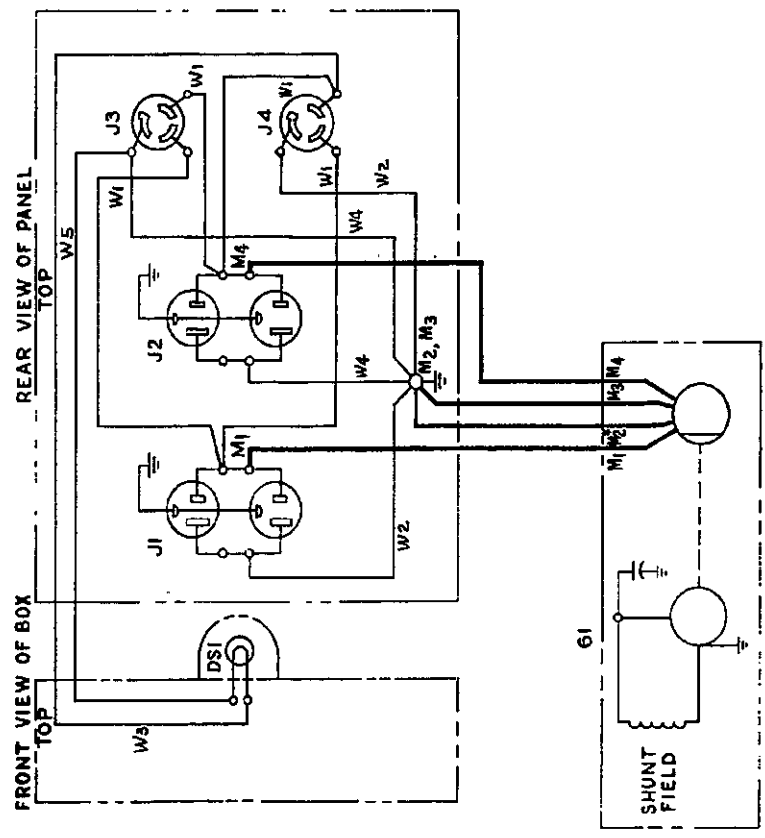 REAR VIEW OF PANEL
TOP
FRONT VIEW OF BOX
TOP
W5
W3
J3
W1
W1
J4
W1
W1
W2
W4
M4
J2
W4
M2, M3
J1
M1
W2
DS1
M1
M2
M3
M4
G1
SHUNT
FIELD